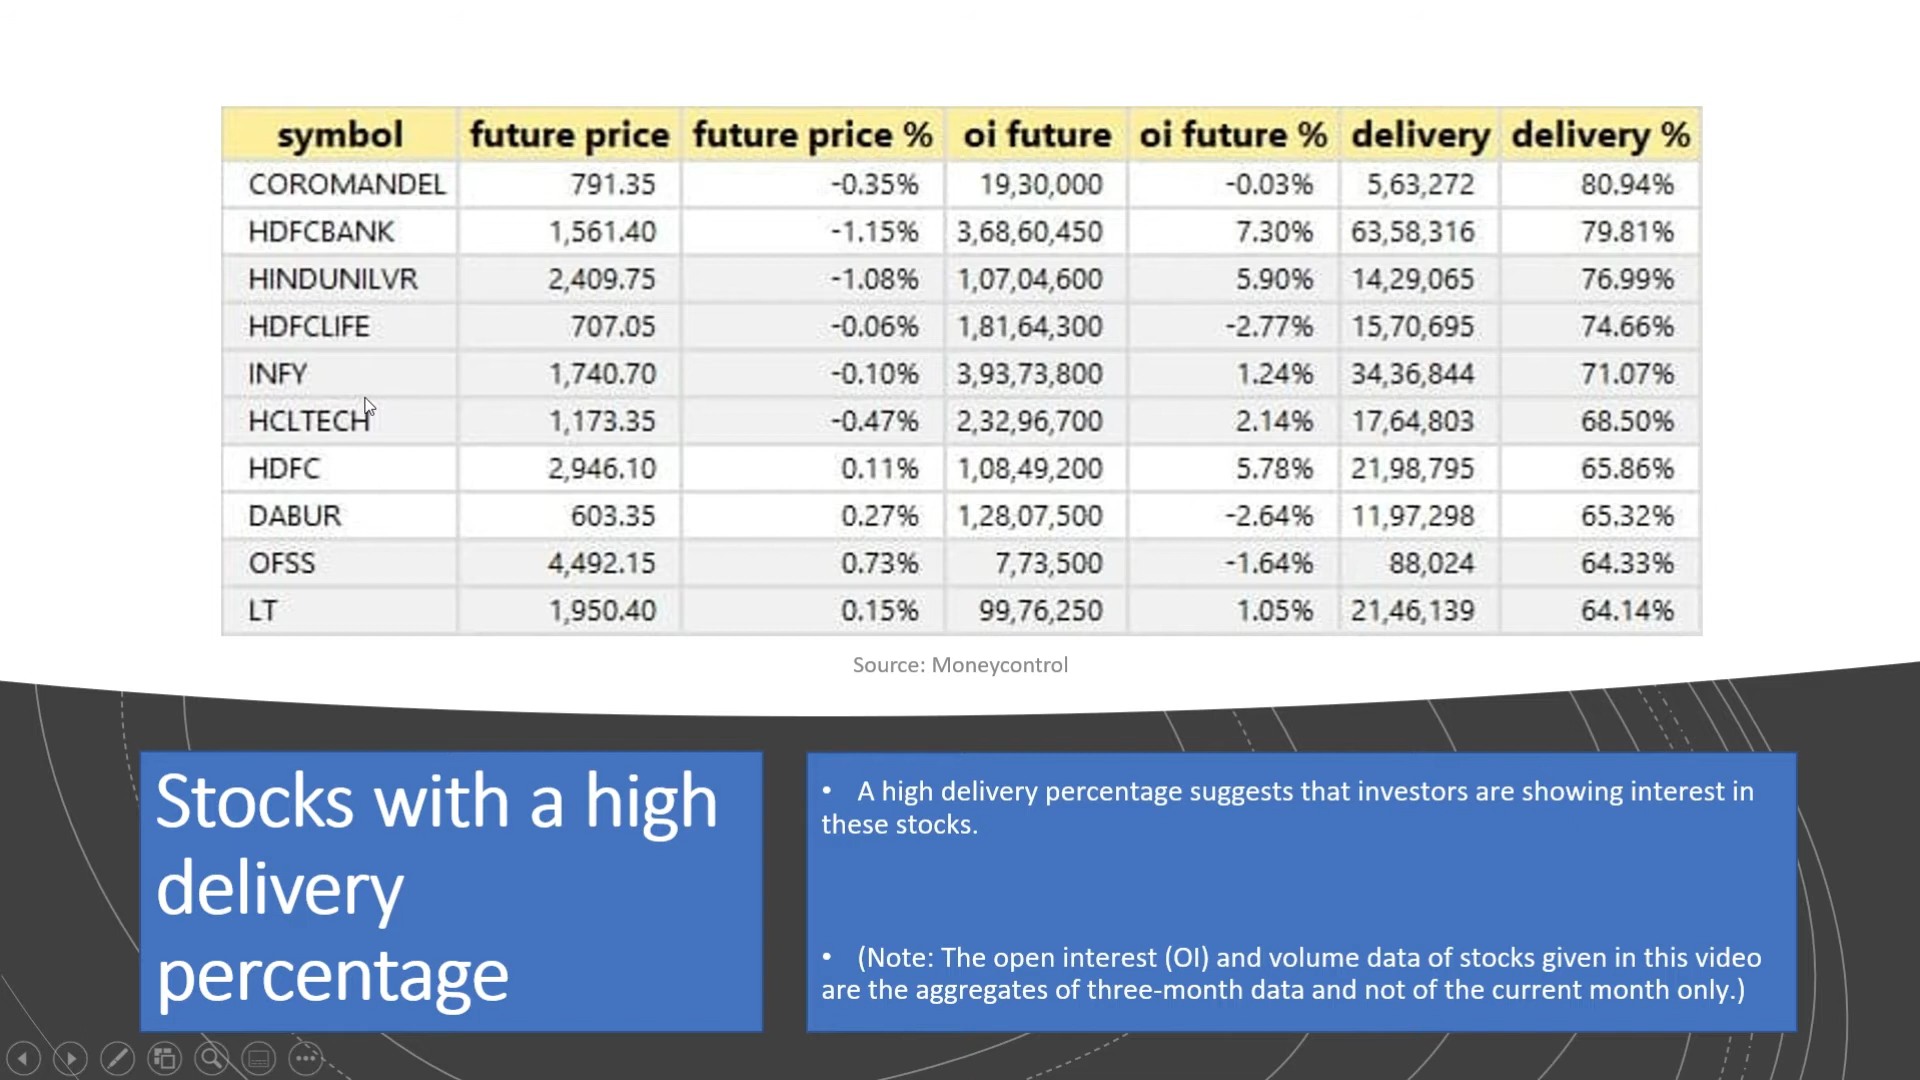 symbol future price future price % oi future oi future % delivery delivery %
COROMANDEL 791.35 -0.35% 19,30,000 -0.03% 5,63,272 80.94%
HDFCBANK 1,561.40 -1.15% 3,68,60,450 7.30% 63,58,316 79.81%
HINDUNILVR 2,409.75 -1.08% 1,07,04,600 5.90% 14,29,065 76.99%
HDFCLIFE 707.05 -0.06% 1,81,64,300 -2.77% 15,70,695 74.66%
INFY 1,740.70 -0.10% 3,93,73,800 1.24% 34,36,844 71.07%
HCLTECH 1,173.35 -0.47% 2,32,96,700 2.14% 17,64,803 68.50%
HDFC 2,946.10 0.11% 1,08,49,200 5.78% 21,98,795 65.86%
DABUR 603.35 0.27% 1,28,07,500 -2.64% 11,97,298 65.32%
OFSS 4,492.15 0.73% 7,73,500 -1.64% 88,024 64.33%
LT 1,950.40 0.15% 99,76,250 1.05% 21,46,139 64.14%
Source: Moneycontrol
Stocks with a high
delivery
percentage
• A high delivery percentage suggests that investors are showing interest in
these stocks.
• (Note: The open interest (OI) and volume data of stocks given in this video
are the aggregates of three-month data and not of the current month only.)